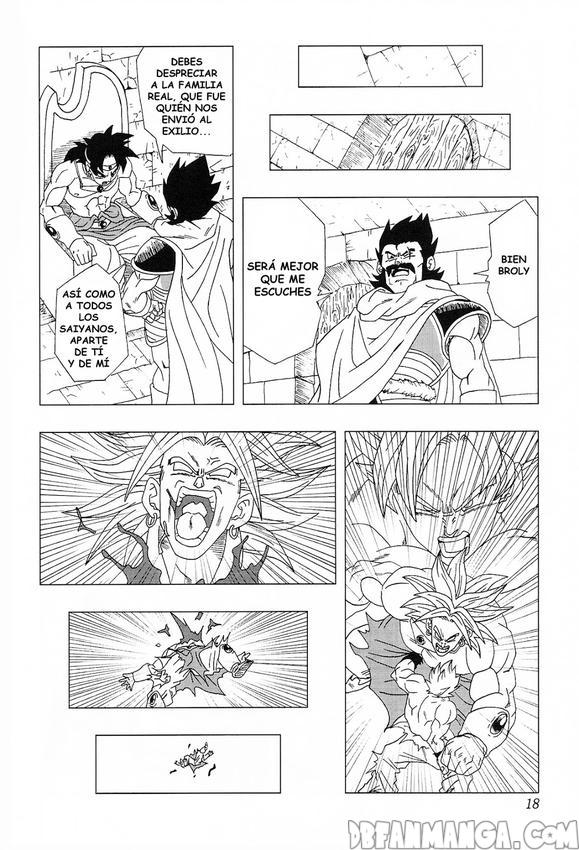 BIEN
BROLY
SERÁ MEJOR
QUE ME
ESCUCHES
DEBES
DESPRECIAR
A LA FAMILIA
REAL, QUE FUE
QUIÉN NOS
ENVIÓ AL
EXILIO...
ASÍ COMO
A TODOS
LOS
SAIYANOS,
APARTE
DE TÍ
Y DE MÍ
18
DBFANMANGA.COM